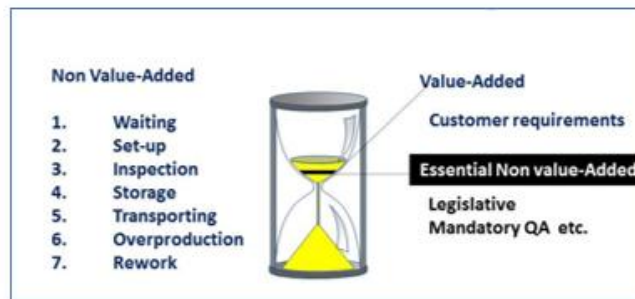 Non Value-Added
1. Waiting
2. Set-up
3. Inspection
4. Storage
5. Transporting
6. Overproduction
7. Rework
Value-Added
Customer requirements
Essential Non value-Added
Legislative
Mandatory QA etc.